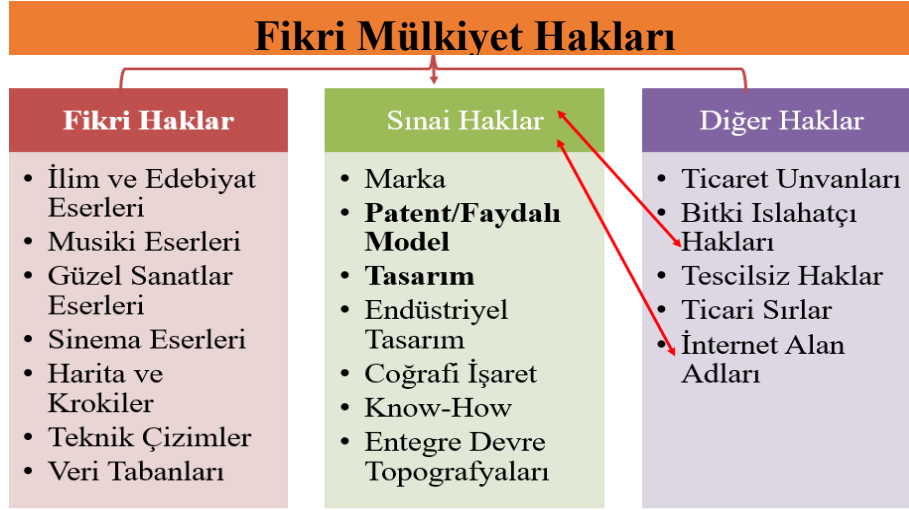 Fikri Mülkiyet Hakları
Fikri Haklar
• İlim ve Edebiyat
Eserleri
• Musiki Eserleri
• Güzel Sanatlar
Eserleri
• Sinema Eserleri
• Harita ve
Krokiler
• Teknik Çizimler
• Veri Tabanları
Sınai Haklar
• Marka
• Patent/Faydalı
Model
• Tasarım
• Endüstriyel
Tasarım
• Coğrafi İşaret
• Know-How
• Entegre Devre
Topografyaları
Diğer Haklar
• Ticaret Unvanları
• Bitki Islahatçı
Hakları
• Tescilsiz Haklar
• Ticari Sırlar
• İnternet Alan
Adları